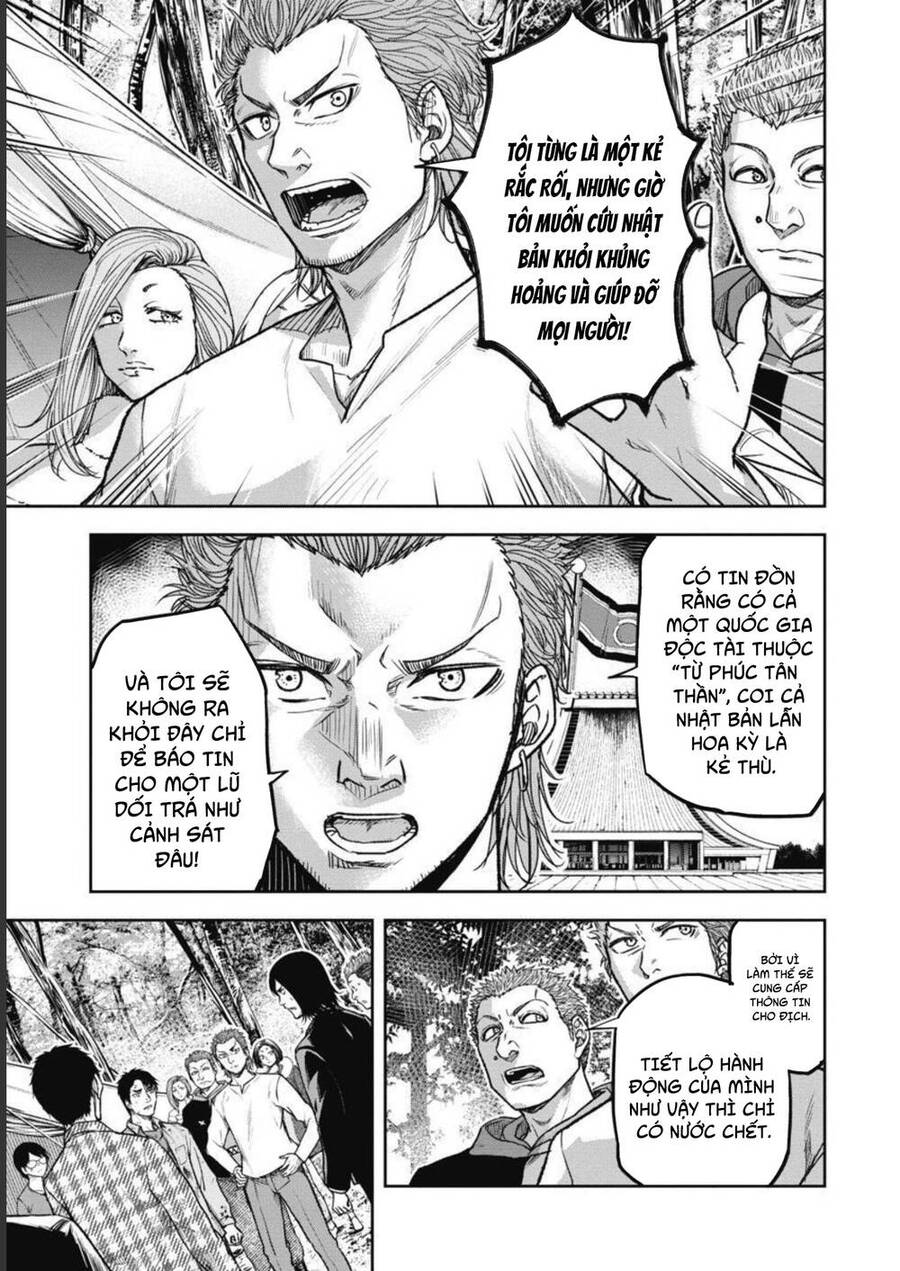 TÔI TỪNG LÀ MỘT KẺ
RẮC RỐI, NHƯNG GIỜ
TÔI MUỐN CỨU NHẬT
BẢN KHỎI KHỦNG
HOẢNG VÀ GIÚP ĐỠ
MỌI NGƯỜI!
CÓ TIN ĐỒN
RẰNG CÓ CẢ
MỘT QUỐC GIA
ĐỘC TÀI THUỘC
“TỪ PHÚC TÂN
THẦN”, COI CẢ
NHẬT BẢN LẪN
HOA KỲ LÀ
KẺ THÙ.
VÀ TÔI SẼ
KHÔNG RA
KHỎI ĐÂY CHỈ
ĐỂ BÁO TIN
CHO MỘT LŨ
DỐI TRÁ NHƯ
CẢNH SÁT
ĐÂU!
BỞI VÌ
LÀM THẾ SẼ
CUNG CẤP
THÔNG TIN
CHO ĐỊCH.
TIẾT LỘ HÀNH
ĐỘNG CỦA MÌNH
NHƯ VẬY THÌ CHỈ
CÓ NƯỚC CHẾT.